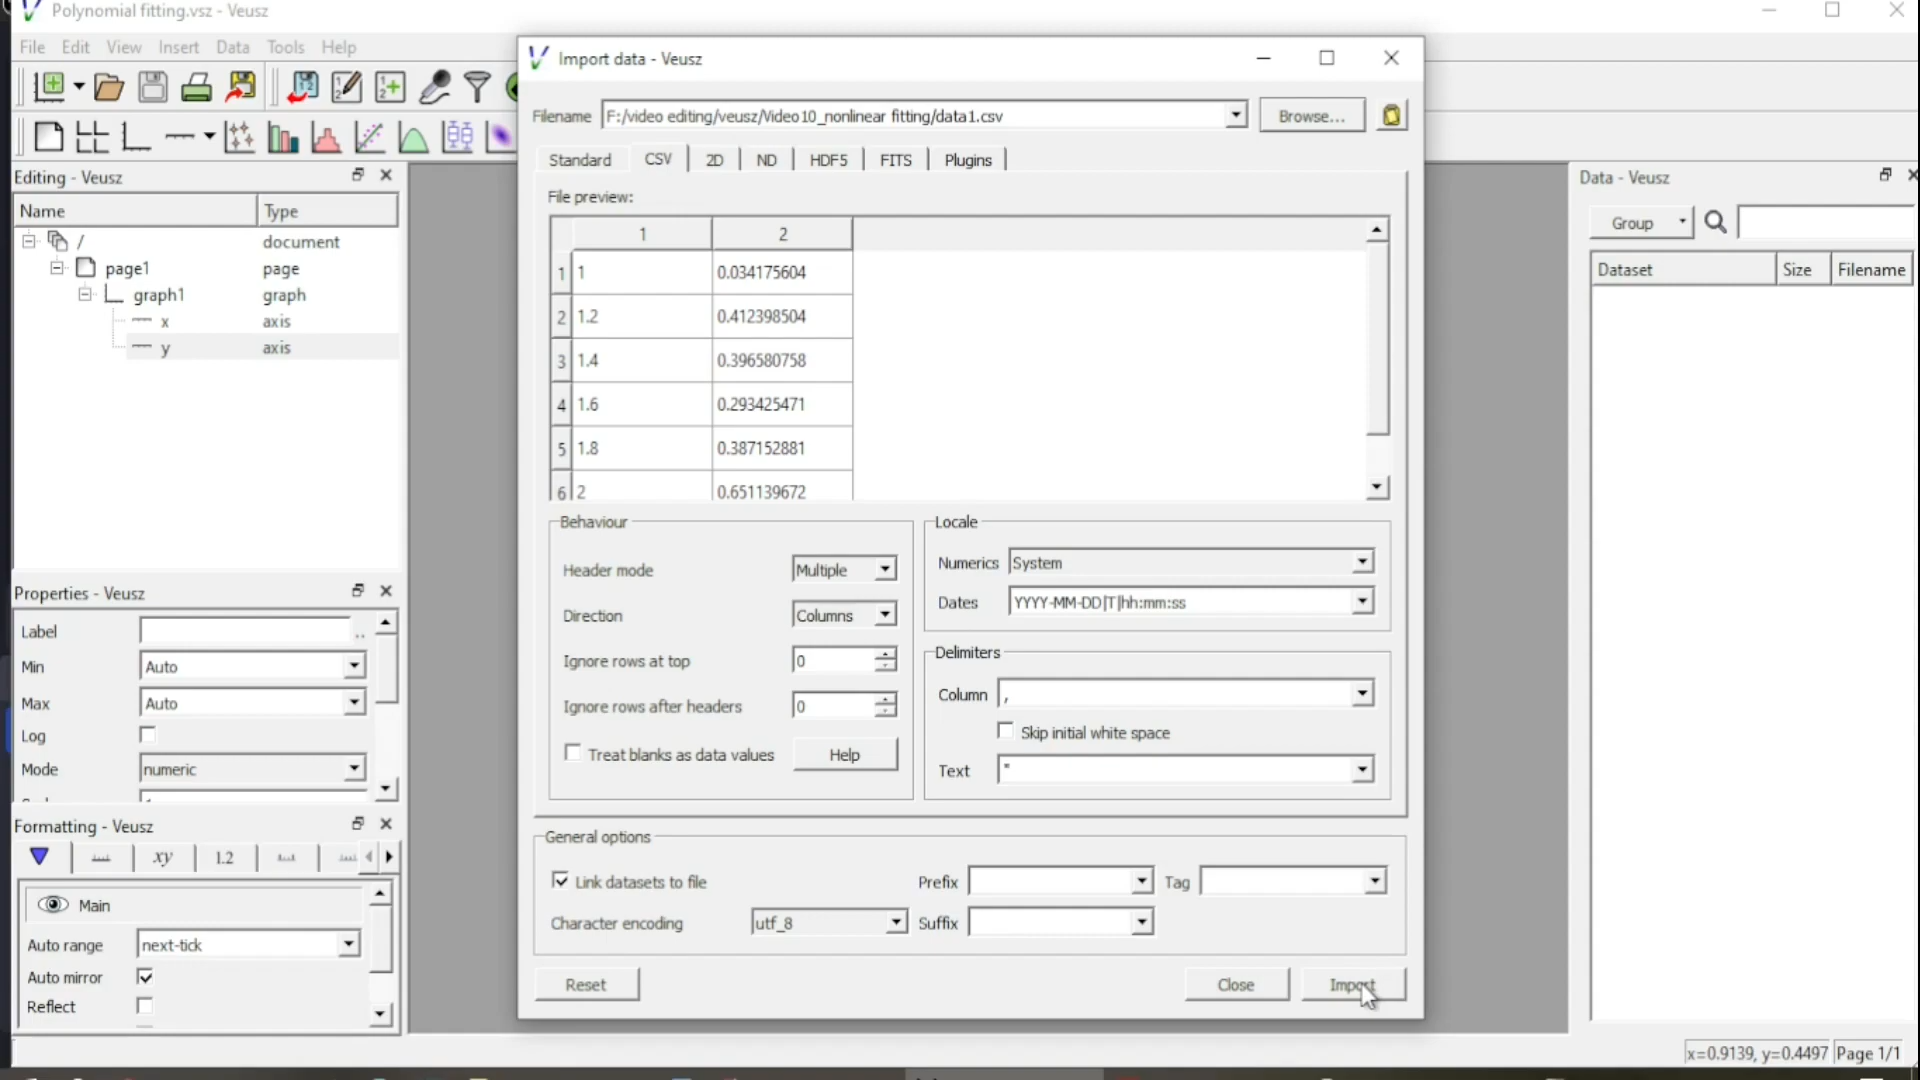 Polynomial fitting.vsz - Veusz
File Edit View Insert Data Tools Help
Import data - Veusz
Filename F:/video editing/veusz/Video10_nonlinear fitting/data1.csv Browse...
Standard CSV 2D ND HDF5 FITS Plugins
File preview:
1 2
1 1 0.034175604
2 1.2 0.412398504
3 1.4 0.396580758
4 1.6 0.293425471
5 1.8 0.387152881
6 2 0.651139672
Behaviour
Header mode Multiple
Direction Columns
Ignore rows at top 0
Ignore rows after headers 0
Treat blanks as data values Help
Locale
Numerics System
Dates YYYY-MM-DD|T|hh:mm:ss
Delimiters
Column ,
Skip initial white space
Text "
General options
Link datasets to file Prefix Tag
Character encoding utf_8 Suffix
Reset Close Import
Editing - Veusz
Name Type
/ document
page1 page
graph1 graph
x axis
y axis
Properties - Veusz
Label ..
Min Auto
Max Auto
Log
Mode numeric
Formatting - Veusz
xy 1.2
Main
Auto range next-tick
Auto mirror
Reflect
Data - Veusz
Group
Dataset Size Filename
x=0.9139, y=0.4497 Page 1/1